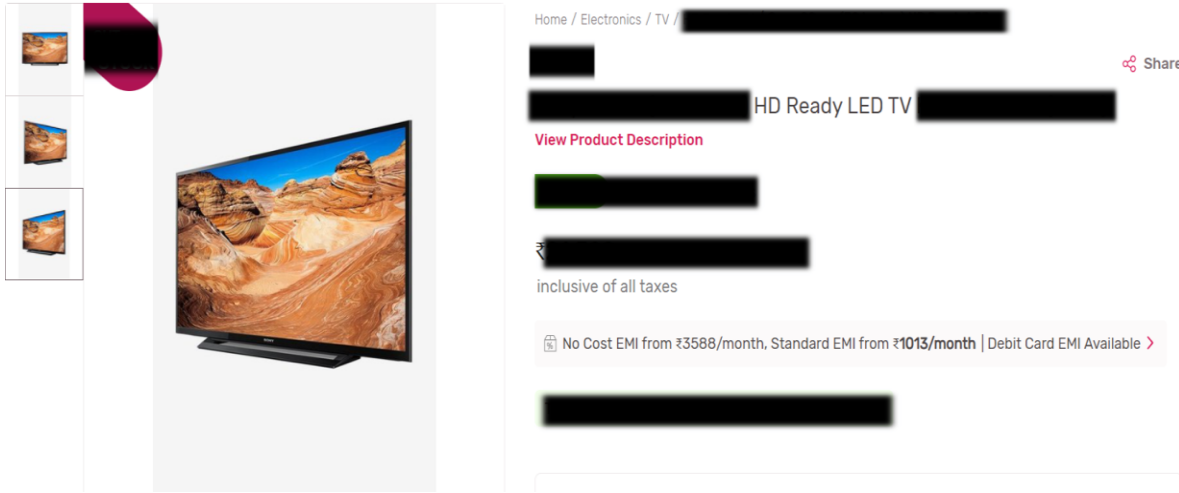 Home / Electronics / TV /
Share
HD Ready LED TV
View Product Description
₹
inclusive of all taxes
No Cost EMI from ₹3588/month, Standard EMI from ₹1013/month | Debit Card EMI Available
SONY